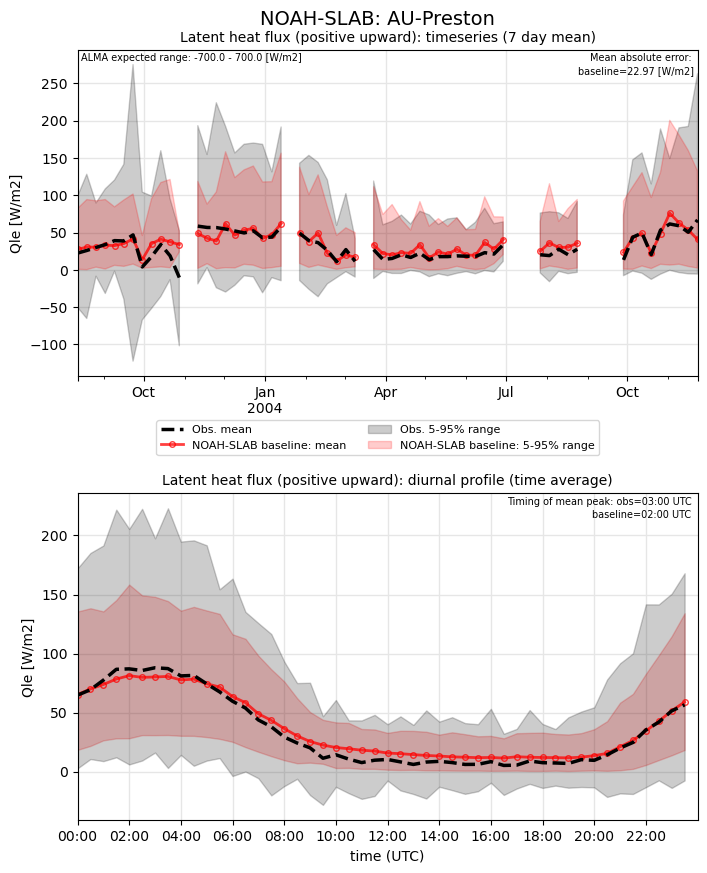 NOAH-SLAB: AU-Preston
Latent heat flux (positive upward): timeseries (7 day mean)
ALMA expected range: -700.0 - 700.0 [W/m2]
Mean absolute error:
baseline=22.97 [W/m2]
Qle [W/m2]
250
200
150
100
50
0
−50
−100
Oct
Jan
2004
Apr
Jul
Oct
Obs. mean
NOAH-SLAB baseline: mean
Obs. 5-95% range
NOAH-SLAB baseline: 5-95% range
Latent heat flux (positive upward): diurnal profile (time average)
Timing of mean peak: obs=03:00 UTC
baseline=02:00 UTC
Qle [W/m2]
200
150
100
50
0
00:00
02:00
04:00
06:00
08:00
10:00
12:00
14:00
16:00
18:00
20:00
22:00
time (UTC)